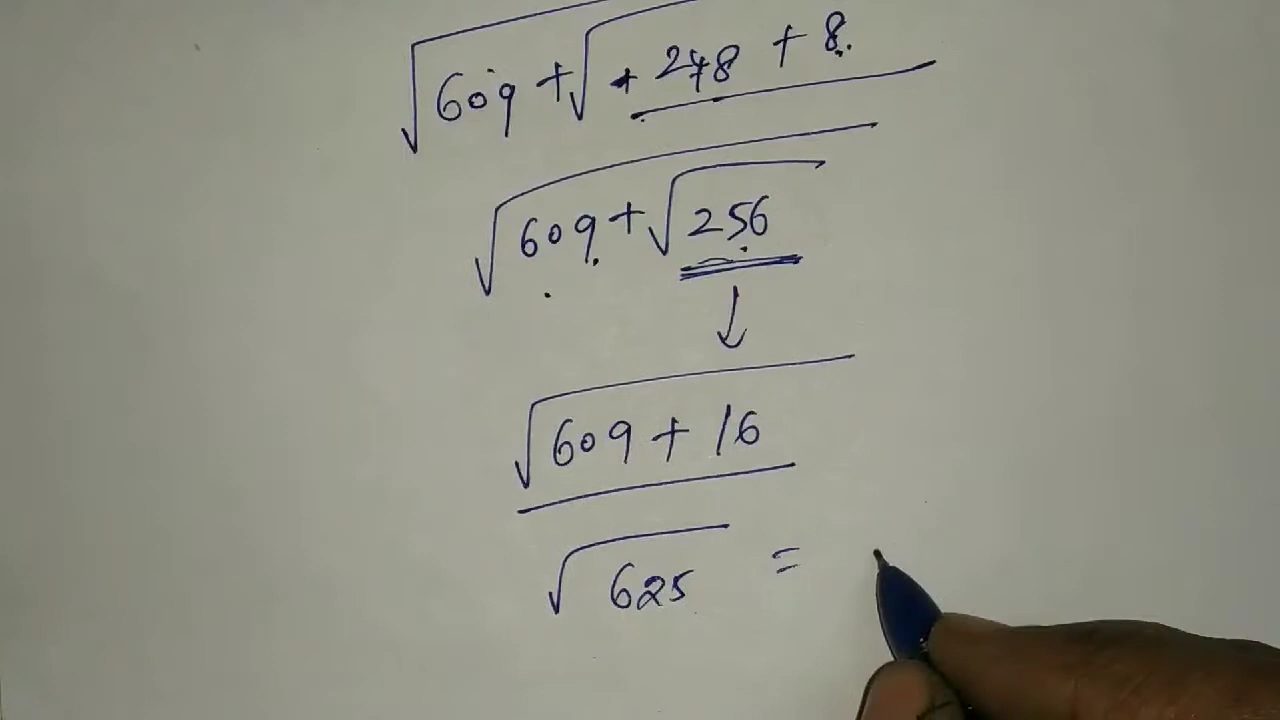 √609 + √+ 248 + 8
√609 + √256
↓
√609 + 16
√625 =